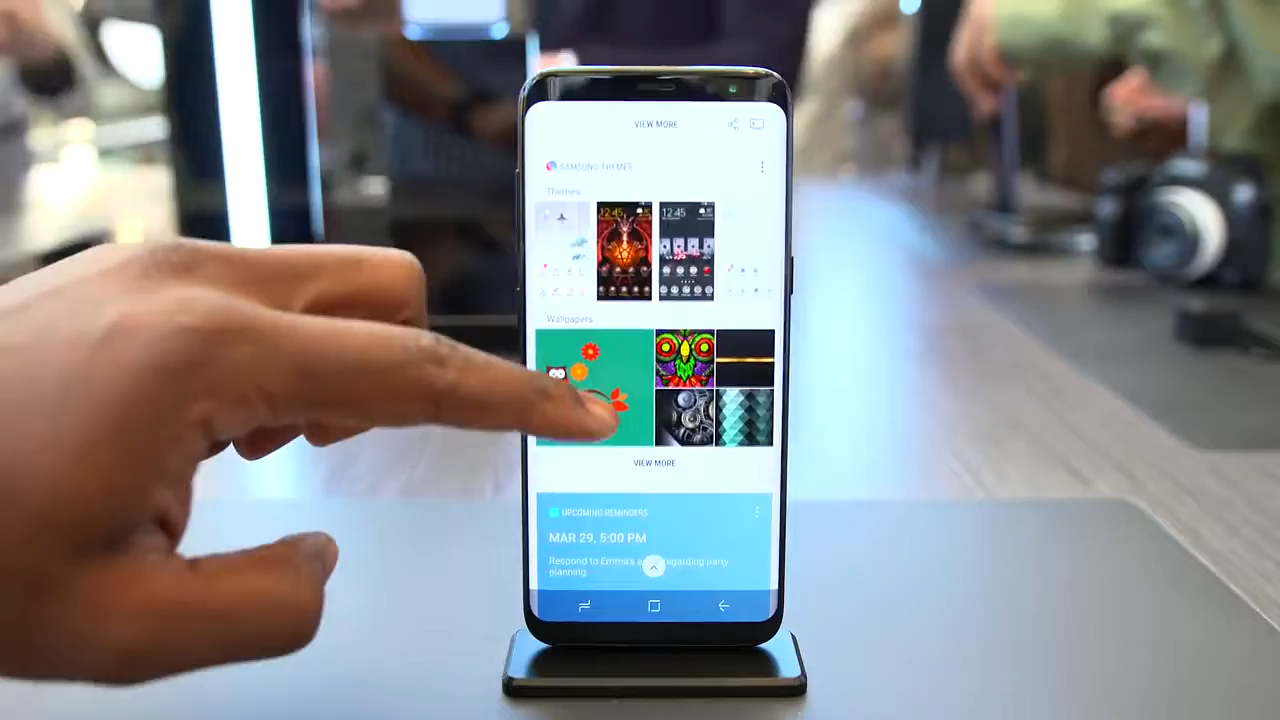 VIEW MORE
SAMSUNG THEMES
Themes
12:45
12:45
Wallpapers
VIEW MORE
UPCOMING REMINDERS
MAR 29, 5:00 PM
Respond to Emma's regarding party
planning